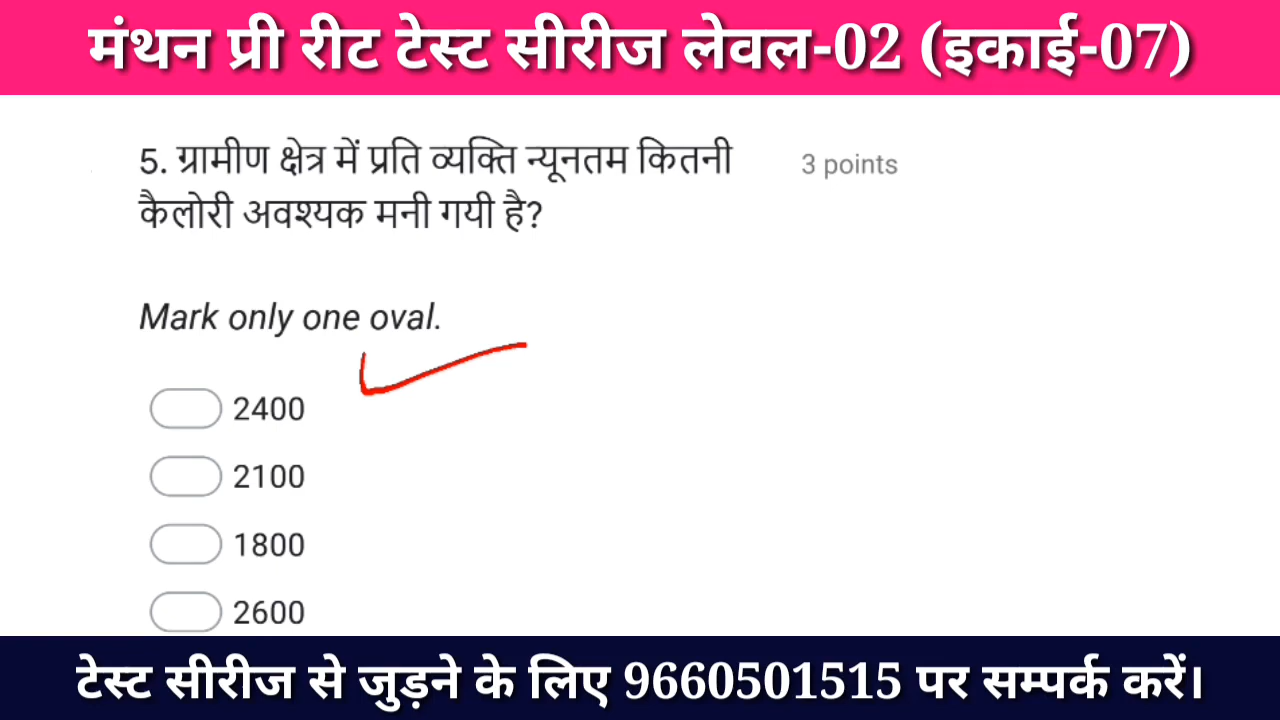 मंथन प्री रीट टेस्ट सीरीज लेवल-02 (इकाई-07)
5. ग्रामीण क्षेत्र में प्रति व्यक्ति न्यूनतम कितनी 3 points
कैलोरी अवश्यक मनी गयी है?
Mark only one oval.
2400
2100
1800
2600
टेस्ट सीरीज से जुड़ने के लिए 9660501515 पर सम्पर्क करें।